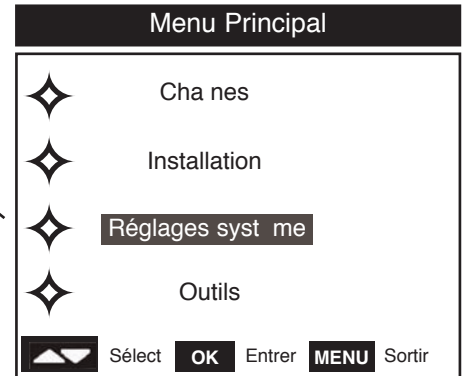 Menu Principal
Cha nes
Installation
Réglages syst me
Outils
Sélect OK Entrer MENU Sortir